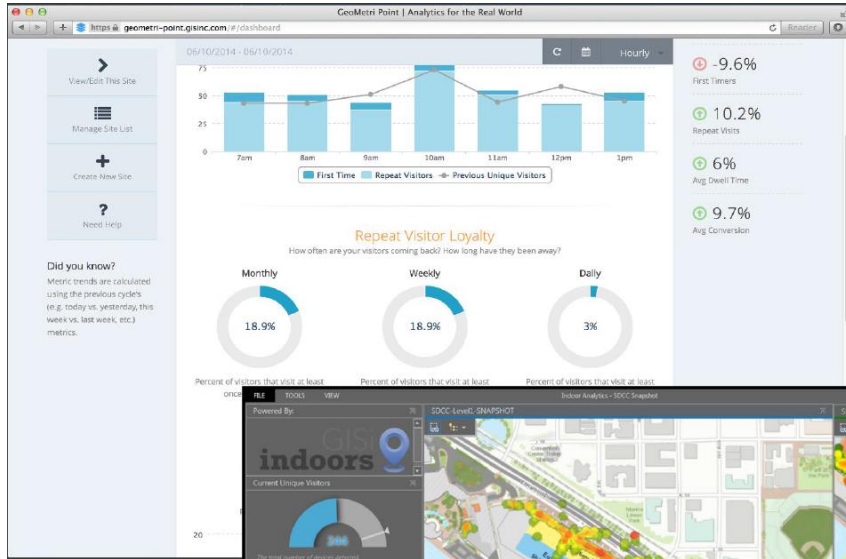 GeoMetri Point | Analytics for the Real World
https geometri-point.gisinc.com/#/dashboard
Reader
View/Edit This Site
Manage Site List
Create New Site
Need Help
Did you know?
Metric trends are calculated
using the previous cycle's
(e.g. today vs. yesterday, this
week vs. last week, etc.)
metrics.
06/10/2014 - 06/10/2014
Hourly
75
50
25
0
7am 8am 9am 10am 11am 12pm 1pm
First Time Repeat Visitors Previous Unique Visitors
Repeat Visitor Loyalty
How often are your visitors coming back? How long have they been away?
Monthly Weekly Daily
18.9% 18.9% 3%
Percent of visitors that visit at least Percent of visitors that visit at least Percent of visitors that visit at least
once
-9.6%
First Timers
10.2%
Repeat Visits
6%
Avg Dwell Time
9.7%
Avg Conversion
FILE TOOLS VIEW
Indoor Analytics - SDCC Snapshot
Powered By:
GISi
indoors
SDCC-Level1-SNAPSHOT
Current Unique Visitors
20